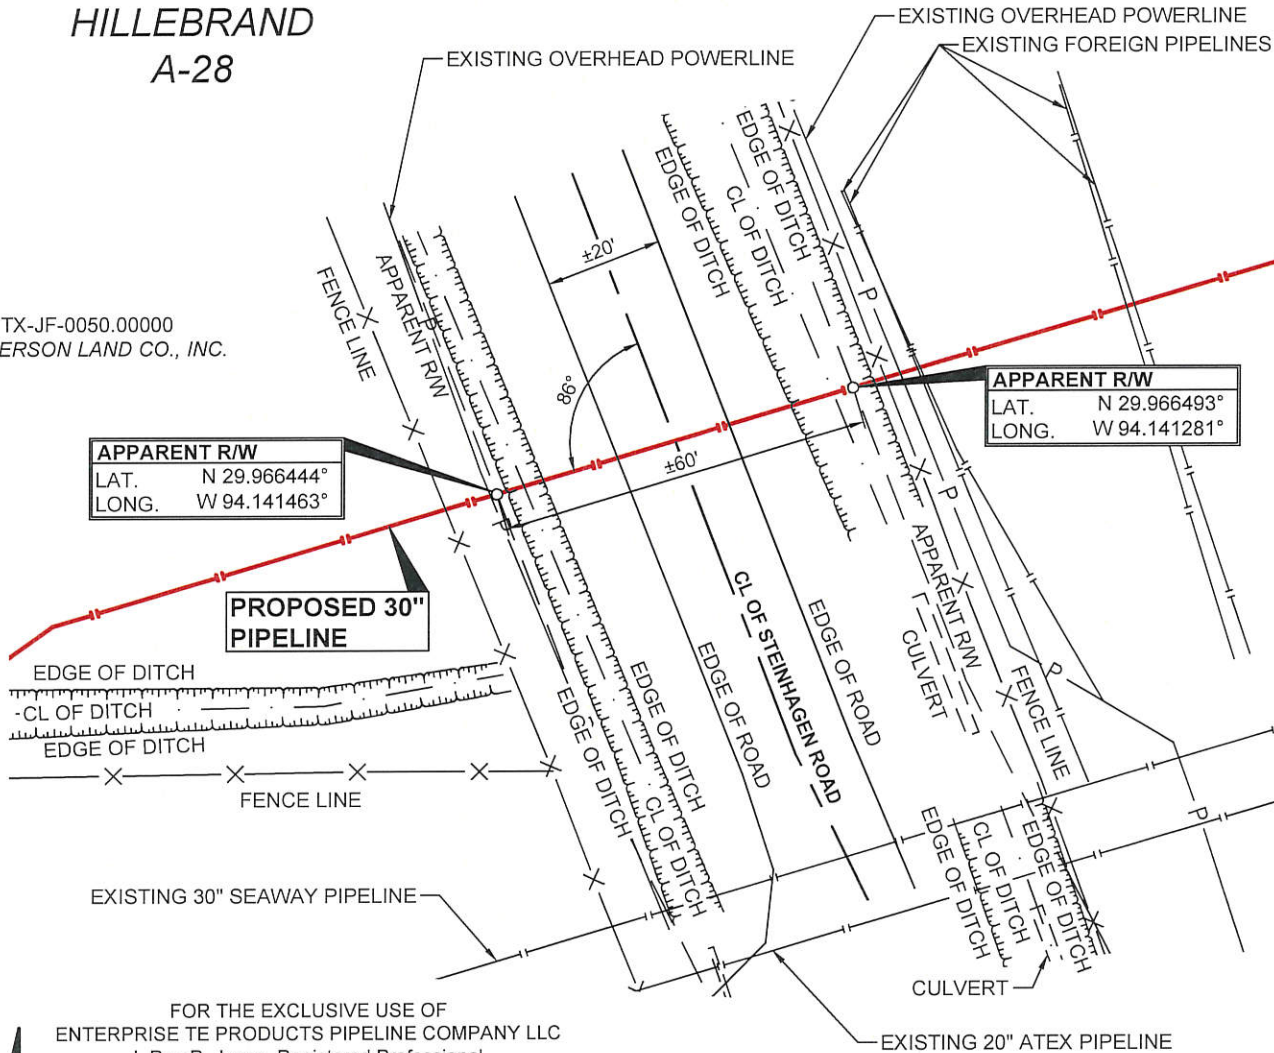 HILLEBRAND
A-28
EXISTING OVERHEAD POWERLINE
EXISTING OVERHEAD POWERLINE
EXISTING FOREIGN PIPELINES
EDGE OF DITCH
CL OF DITCH
EDGE OF DITCH
±20'
FENCE LINE
APPARENT R/W
P
P
TX-JF-0050.00000
ERSON LAND CO., INC.
86°
±60'
APPARENT R/W
LAT. N 29.966493°
LONG. W 94.141281°
APPARENT R/W
LAT. N 29.966444°
LONG. W 94.141463°
P
P
PROPOSED 30"
PIPELINE
EDGE OF DITCH
CL OF DITCH
EDGE OF DITCH
FENCE LINE
EDGE OF DITCH
CL OF DITCH
EDGE OF DITCH
EDGE OF ROAD
CL OF STEINHAGEN ROAD
EDGE OF ROAD
CULVERT
APPARENT R/W
FENCE LINE
P
P
EDGE OF DITCH
CL OF DITCH
EDGE OF DITCH
EXISTING 30" SEAWAY PIPELINE
CULVERT
EXISTING 20" ATEX PIPELINE
FOR THE EXCLUSIVE USE OF
ENTERPRISE TE PRODUCTS PIPELINE COMPANY LLC
Registered Professional